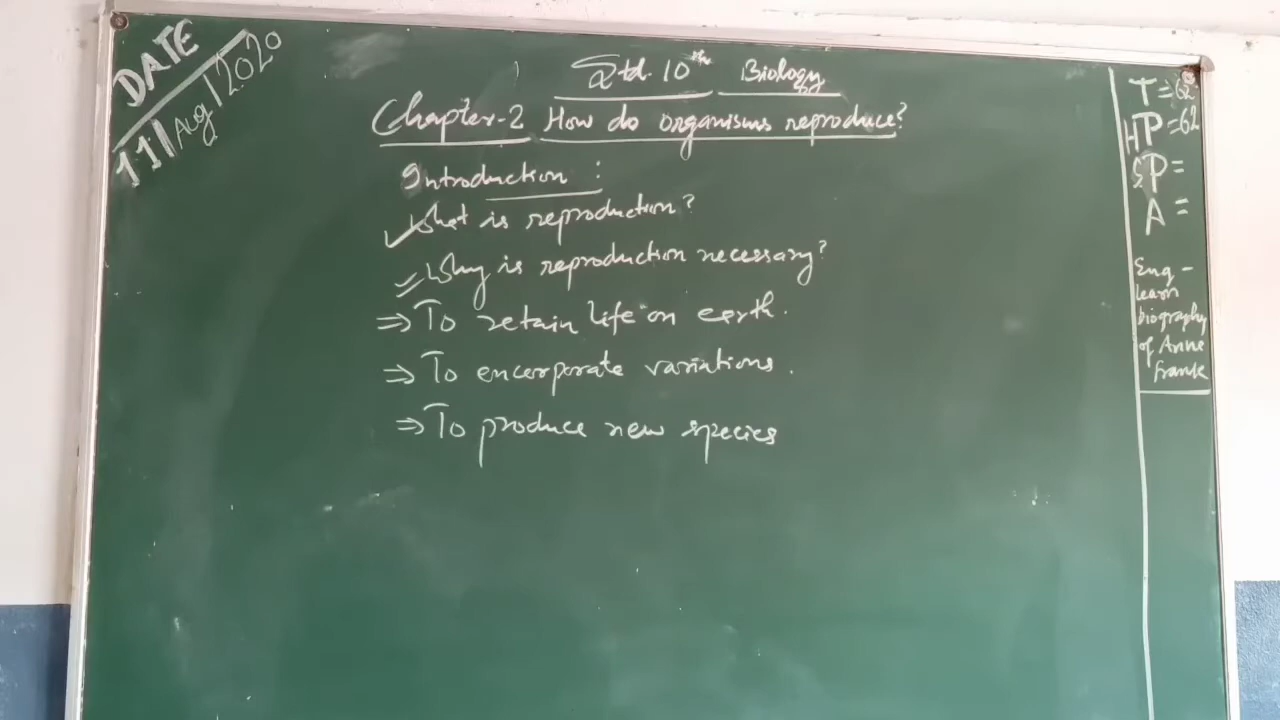 DATE
11/Aug/2020
Std. 10th Biology
Chapter-2 How do organisms reproduce?
Introduction :
What is reproduction?
Why is reproduction necessary?
⇒ To retain life on earth.
⇒ To encorporate variations.
⇒ To produce new species
T=62
P=62
P=
A=
Eng -
learn
biography
of Anne
Frank